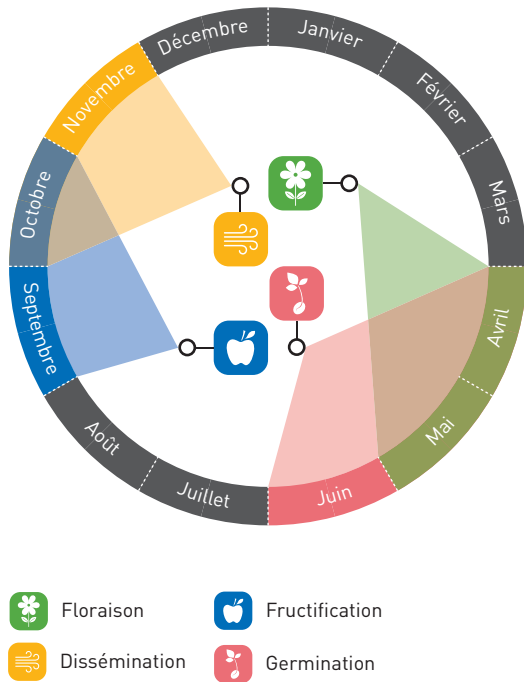 Janvier
Février
Mars
Avril
Mai
Juin
Juillet
Août
Septembre
Octobre
Novembre
Décembre
Floraison
Fructification
Dissémination
Germination